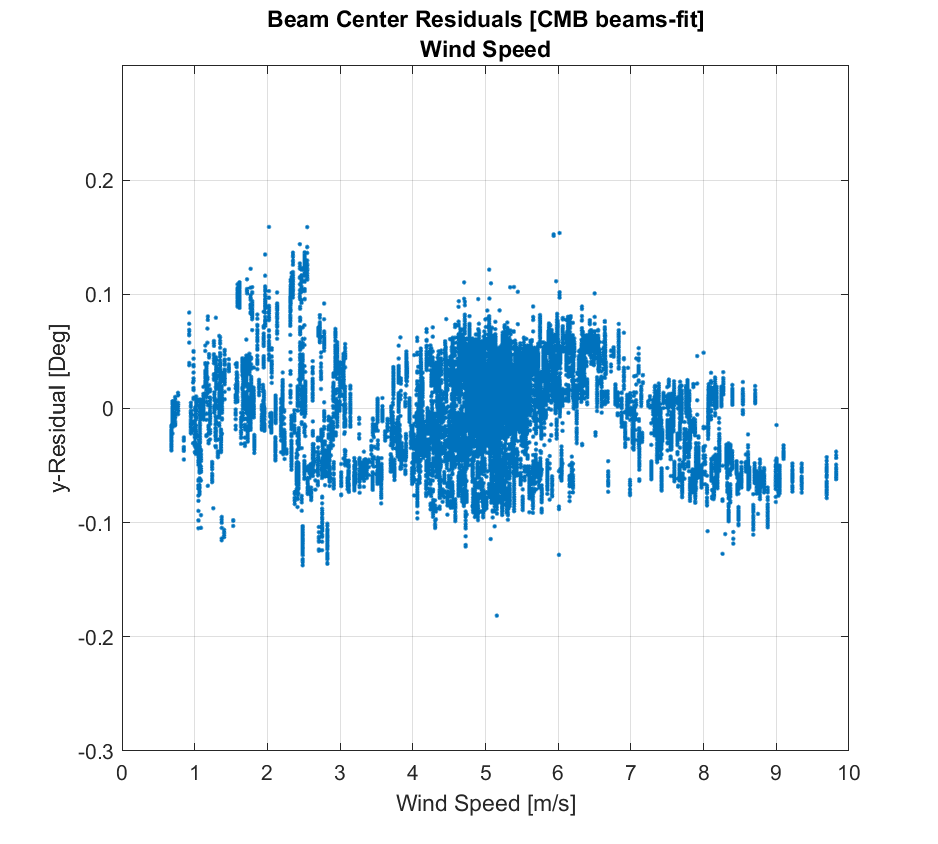 Beam Center Residuals [CMB beams-fit]
Wind Speed
0.2
0.1
0
-0.1
-0.2
-0.3
y-Residual [Deg]
0 1 2 3 4 5 6 7 8 9 10
Wind Speed [m/s]